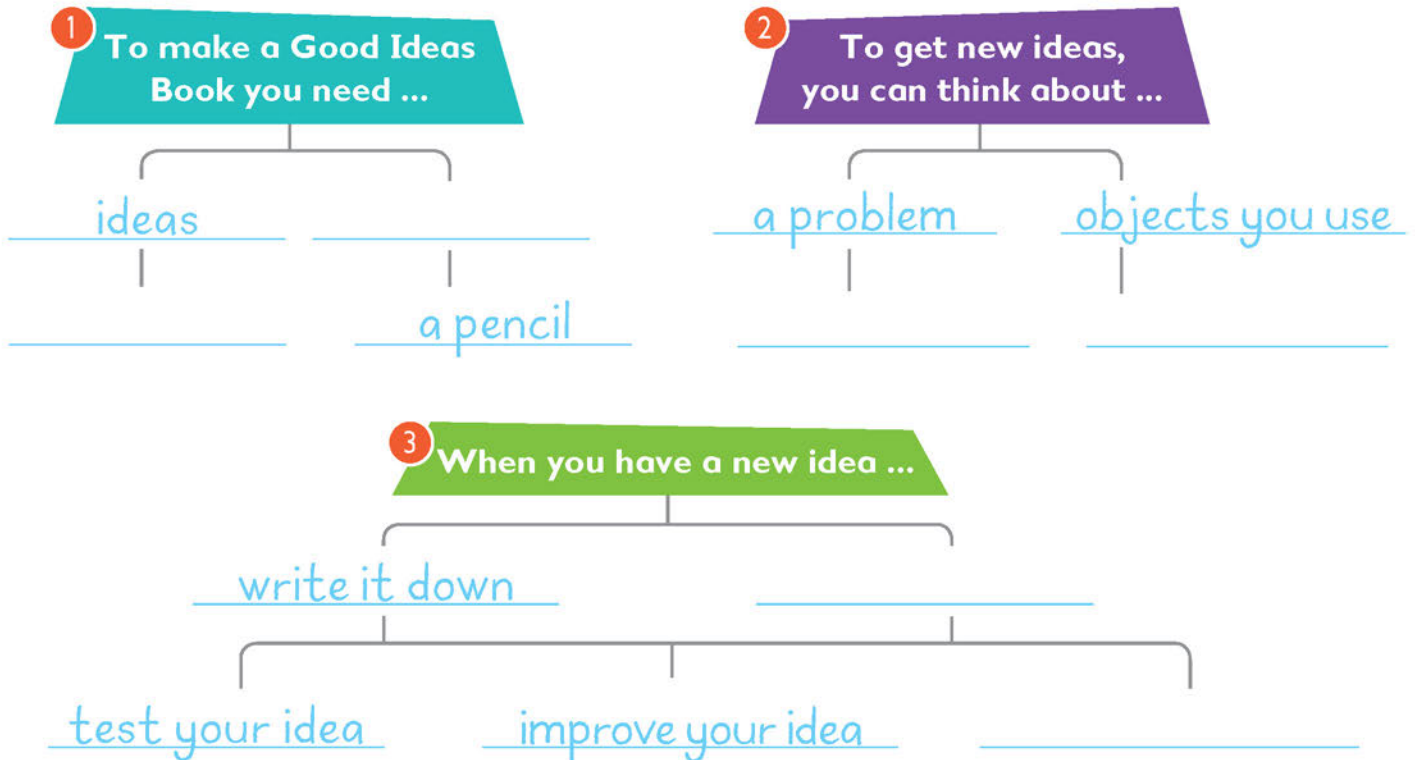 1
To make a Good Ideas
Book you need ...
ideas
a pencil
2
To get new ideas,
you can think about ...
a problem
objects you use
3
When you have a new idea ...
write it down
test your idea
improve your idea